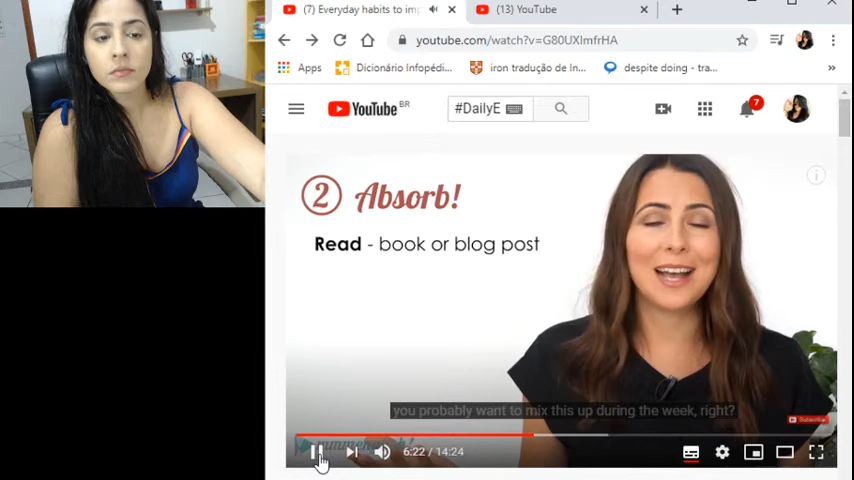 (7) Everyday habits to im
(13) YouTube
youtube.com/watch?v=G80UXlmfrHA
Apps
Dicionário Infopédi...
iron tradução de In...
despite doing - tra...
»
YouTube BR
#DailyE
7
2 Absorb!
Read - book or blog post
you probably want to mix this up during the week, right?
Subscribe
6:22 / 14:24